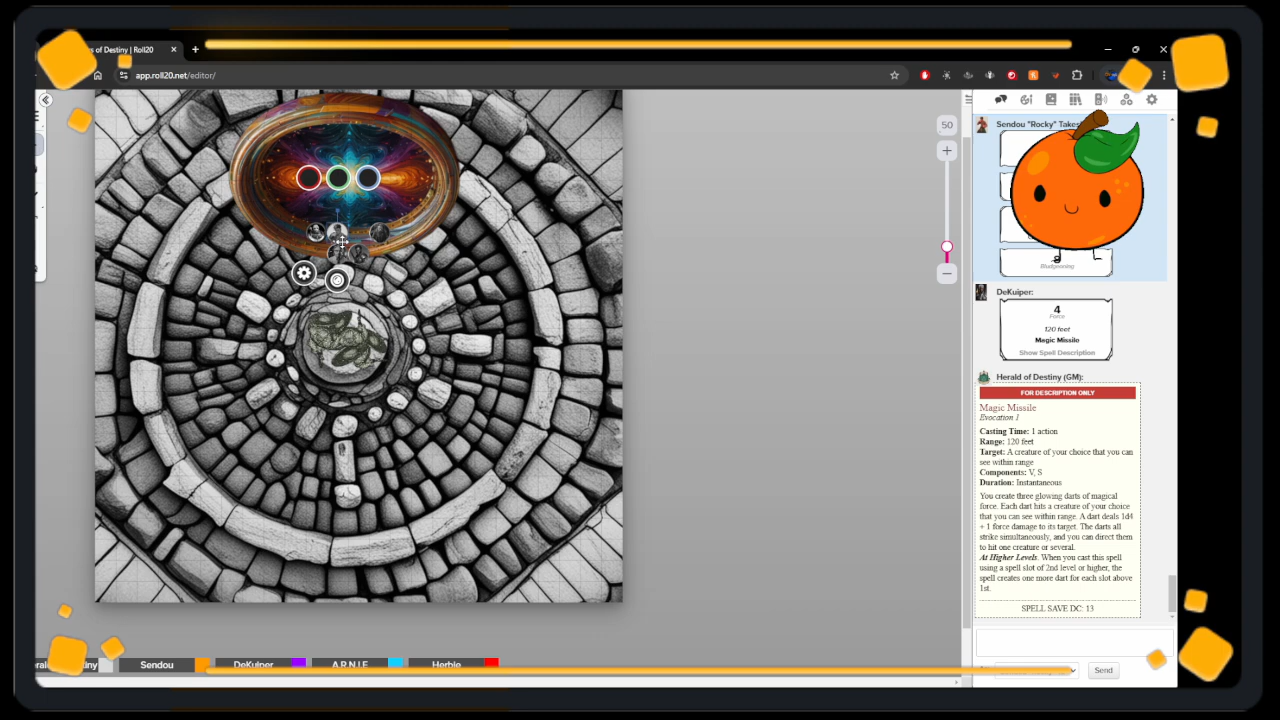 s of Destiny | Roll20
app.roll20.net/editor/
50
Sendou "Rocky" Takes
Bludgeoning
DeKuiper:
4
Force
120 feet
Magic Missile
Show Spell Description
Herald of Destiny (GM):
FOR DESCRIPTION ONLY
Magic Missile
Evocation 1
Casting Time: 1 action
Range: 120 feet
Target: A creature of your choice that you can
see within range
Components: V, S
Duration: Instantaneous
You create three glowing darts of magical
force. Each dart hits a creature of your choice
that you can see within range. A dart deals 1d4
+ 1 force damage to its target. The darts all
strike simultaneously, and you can direct them
to hit one creature or several.
At Higher Levels. When you cast this spell
using a spell slot of 2nd level or higher, the
spell creates one more dart for each slot above
1st.
SPELL SAVE DC: 13
Sendou
DeKuiper
A.R.N.I.E
Herbie
Send